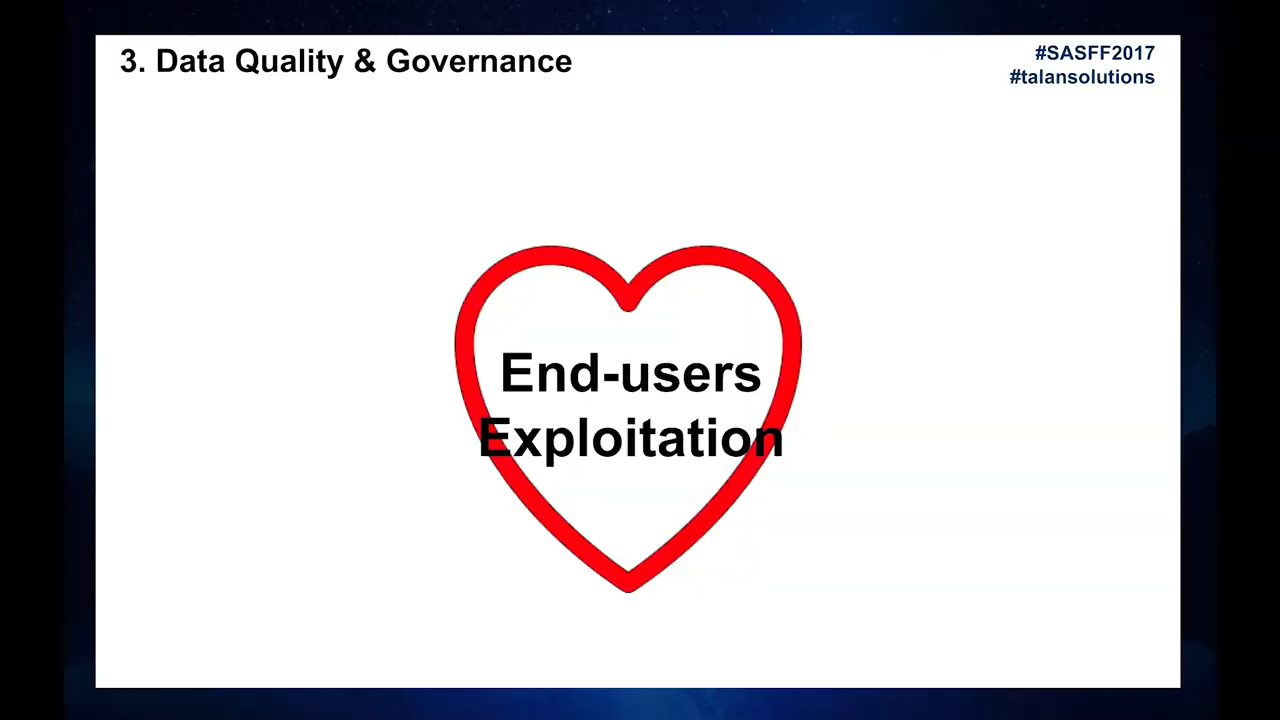 3. Data Quality & Governance
#SASFF2017
#talansolutions
End-users
Exploitation